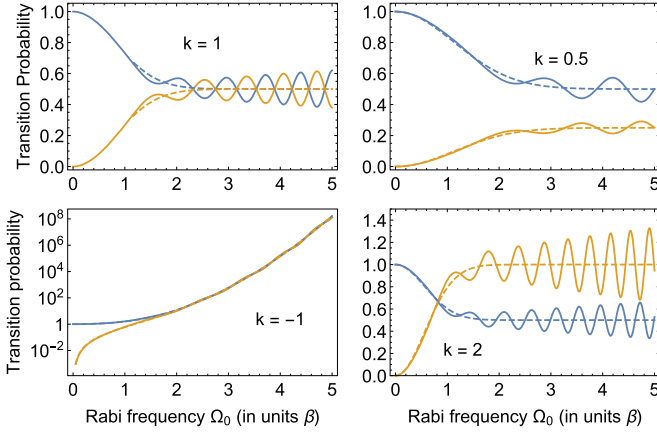 Transition Probability
1.0
0.8
0.6
0.4
0.2
0.0
k = 1
0 1 2 3 4 5
1.0
0.8
0.6
0.4
0.2
0.0
k = 0.5
0 1 2 3 4 5
Transition probability
10^8
10^6
10^4
10^2
1
10^−2
k = −1
0 1 2 3 4 5
Rabi frequency Ω₀ (in units β)
1.4
1.2
1.0
0.8
0.6
0.4
0.2
0.0
k = 2
0 1 2 3 4 5
Rabi frequency Ω₀ (in units β)